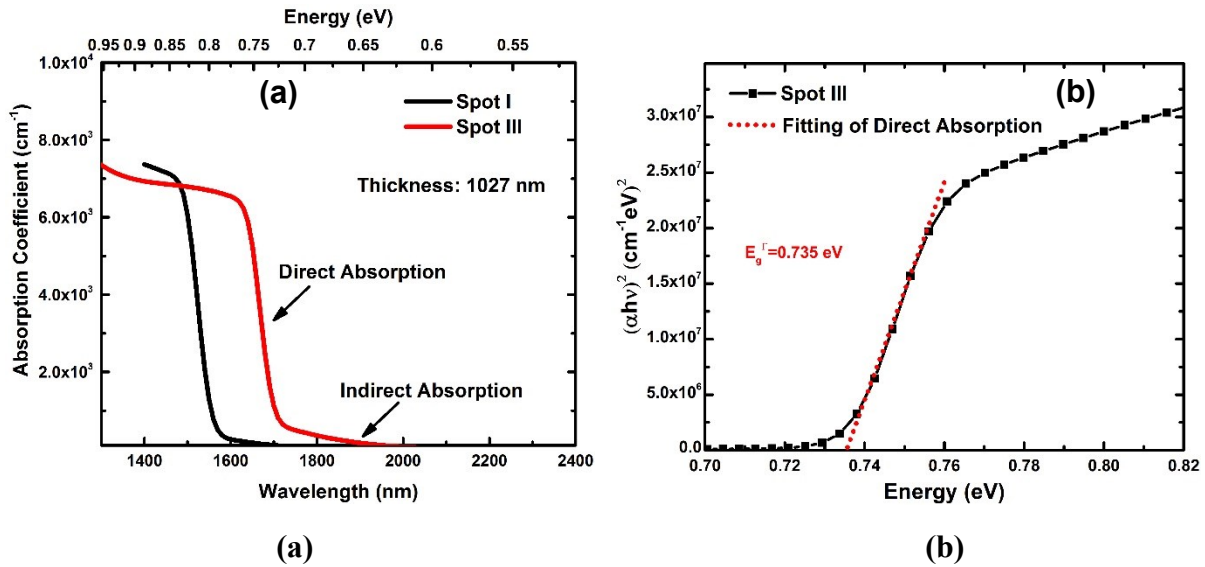 Energy (eV)
0.95 0.9 0.85 0.8 0.75 0.7 0.65 0.6 0.55
1.0x10⁴
8.0x10³
6.0x10³
4.0x10³
2.0x10³
Absorption Coefficient (cm⁻¹)
(a)
Spot I
Spot III
Thickness: 1027 nm
Direct Absorption
Indirect Absorption
1400 1600 1800 2000 2200 2400
Wavelength (nm)
(a)
3.0x10⁷
2.5x10⁷
2.0x10⁷
1.5x10⁷
1.0x10⁷
5.0x10⁶
0.0
(αhν)² (cm⁻¹eV)²
(b)
Spot III
Fitting of Direct Absorption
E_g^Γ=0.735 eV
0.70 0.72 0.74 0.76 0.78 0.80 0.82
Energy (eV)
(b)